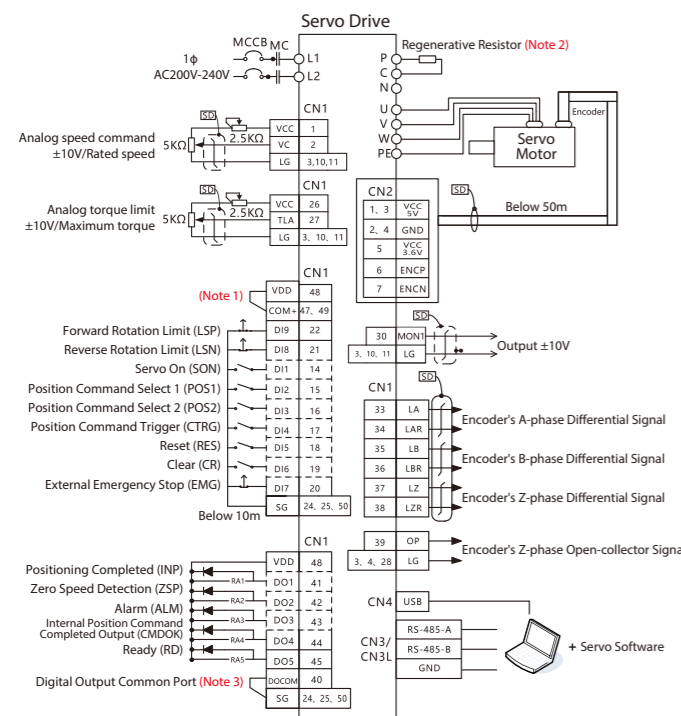 Servo Drive
MCCB MC
1ϕ
AC200V-240V
L1
L2
P
C
N
Regenerative Resistor (Note 2)
U
V
W
PE
Servo
Motor
Encoder
CN1
Analog speed command
±10V/Rated speed
5KΩ
SD
2.5KΩ
VCC 1
VC 2
LG 3,10,11
CN1
Analog torque limit
±10V/Maximum torque
5KΩ
SD
2.5KΩ
VCC 26
TLA 27
LG 3, 10, 11
CN2
1、3 VCC 5V
2、4 GND
5 VCC 3.6V
6 ENCP
7 ENCN
SD
Below 50m
CN1
(Note 1)
VDD 48
COM+ 47、49
Forward Rotation Limit (LSP) DI9 22
Reverse Rotation Limit (LSN) DI8 21
Servo On (SON) DI1 14
Position Command Select 1 (POS1) DI2 15
Position Command Select 2 (POS2) DI3 16
Position Command Trigger (CTRG) DI4 17
Reset (RES) DI5 18
Clear (CR) DI6 19
External Emergency Stop (EMG) DI7 20
SG 24、25、50
Below 10m
SD
30 MON1
3, 10, 11 LG
Output ±10V
CN1
SD
33 LA
34 LAR
Encoder's A-phase Differential Signal
35 LB
36 LBR
Encoder's B-phase Differential Signal
37 LZ
38 LZR
Encoder's Z-phase Differential Signal
39 OP
3、4、28 LG
Encoder's Z-phase Open-collector Signa
CN1
VDD 48
Positioning Completed (INP) RA1 DO1 41
Zero Speed Detection (ZSP) RA2 DO2 42
Alarm (ALM) RA3 DO3 43
Internal Position Command
Completed Output (CMDOK) RA4 DO4 44
Ready (RD) RA5 DO5 45
Digital Output Common Port (Note 3) DOCOM 40
SG 24、25、50
CN4 USB
CN3/
CN3L
RS-485-A
RS-485-B
GND
+ Servo Software